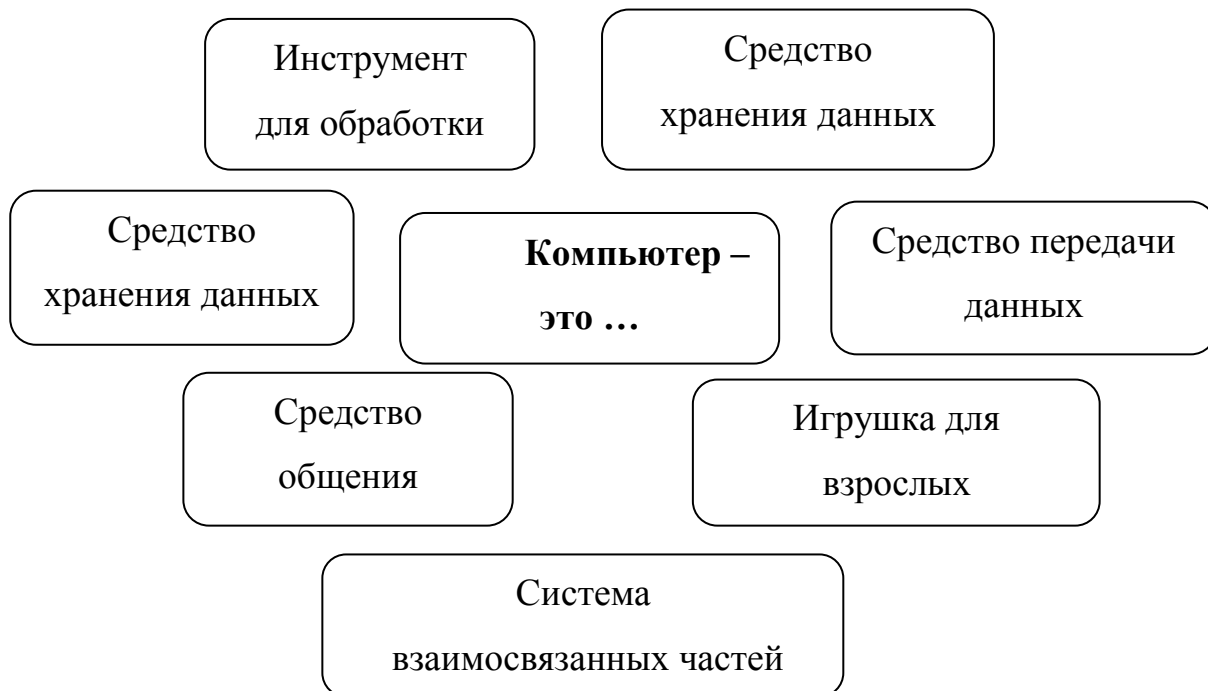 Инструмент
для обработки
Средство
хранения данных
Средство
хранения данных
Компьютер –
это …
Средство передачи
данных
Средство
общения
Игрушка для
взрослых
Система
взаимосвязанных частей